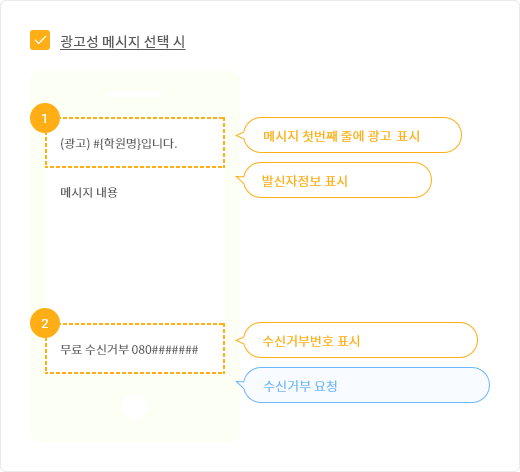 광고성 메시지 선택 시
1
(광고) #{학원명}입니다.
메시지 첫번째 줄에 광고 표시
발신자정보 표시
메시지 내용
2
무료 수신거부 080#######
수신거부번호 표시
수신거부 요청